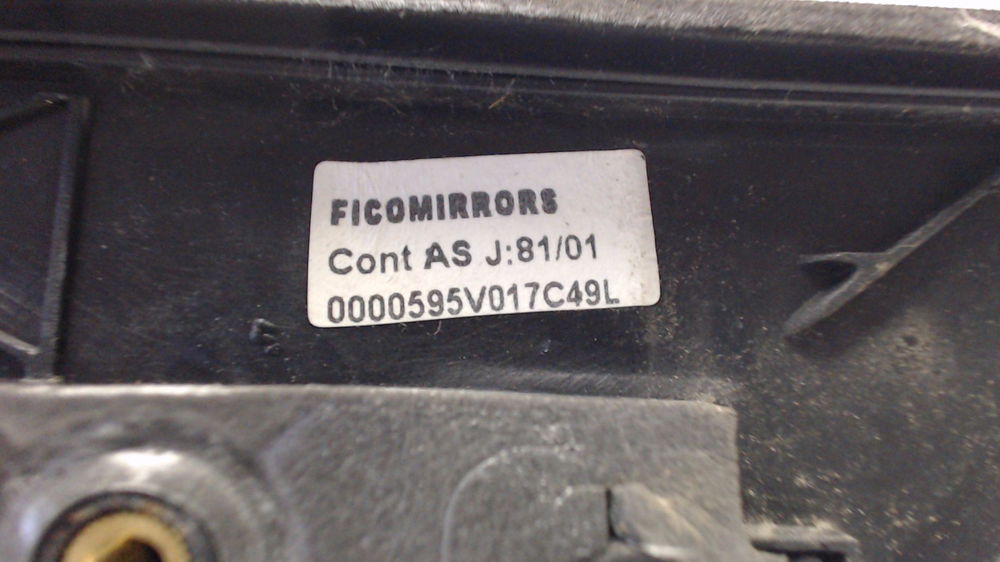 FICOMIRRORS
Cont AS J:81/01
0000595V017C49L